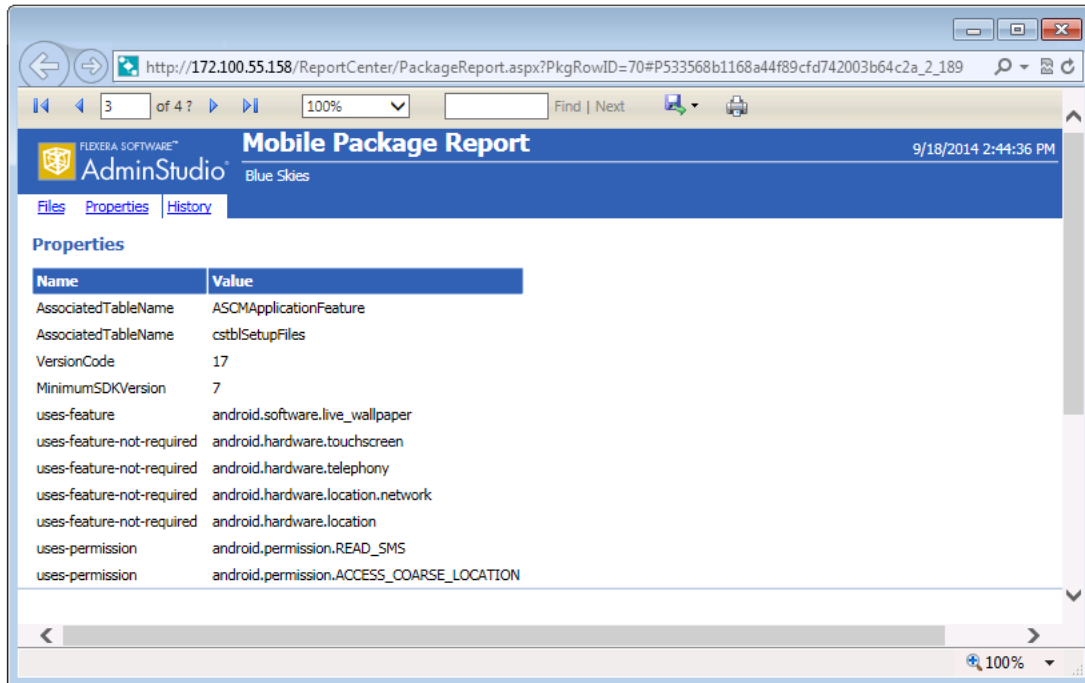 http://172.100.55.158/ReportCenter/PackageReport.aspx?PkgRowID=70#P533568b1168a44f89cfd742003b64c2a_2_189
3 of 4 ? 100% Find | Next
FLEXERA SOFTWARE™ Mobile Package Report 9/18/2014 2:44:36 PM
AdminStudio® Blue Skies
Files Properties History
Properties
Name Value
AssociatedTableName ASCMApplicationFeature
AssociatedTableName cstblSetupFiles
VersionCode 17
MinimumSDKVersion 7
uses-feature android.software.live_wallpaper
uses-feature-not-required android.hardware.touchscreen
uses-feature-not-required android.hardware.telephony
uses-feature-not-required android.hardware.location.network
uses-feature-not-required android.hardware.location
uses-permission android.permission.READ_SMS
uses-permission android.permission.ACCESS_COARSE_LOCATION
100%